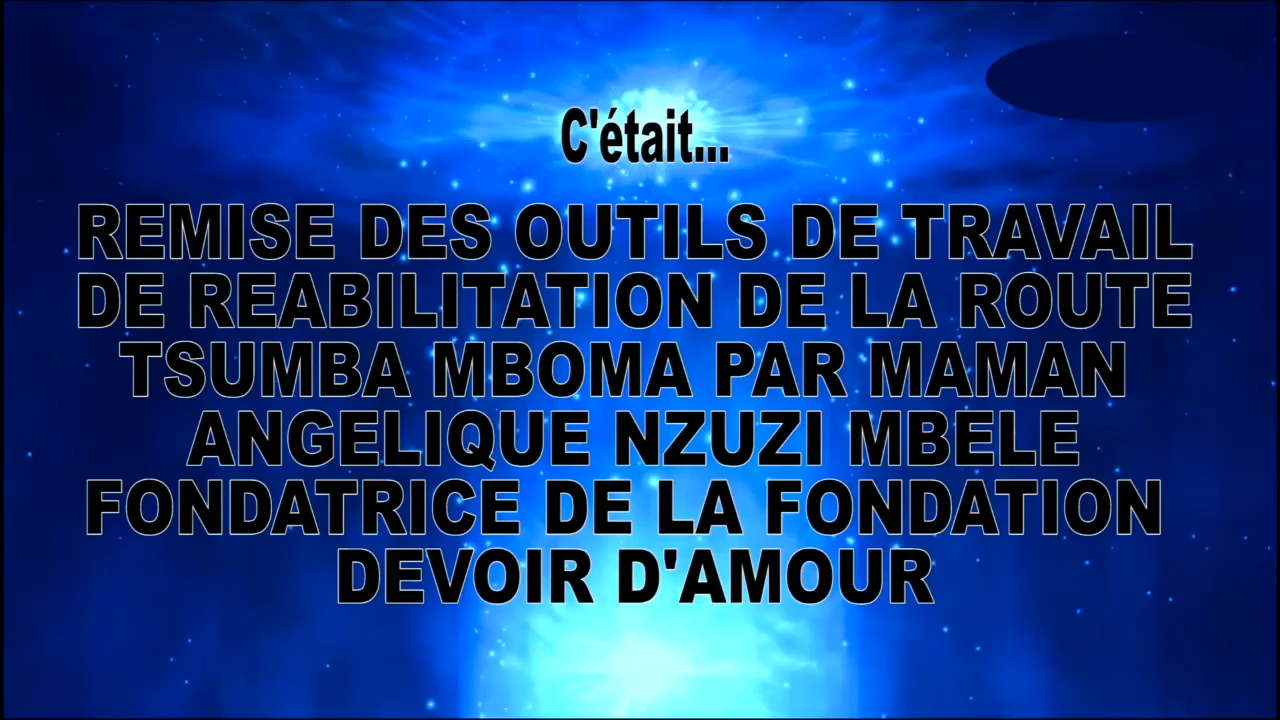 C'était...
REMISE DES OUTILS DE TRAVAIL
DE REABILITATION DE LA ROUTE
TSUMBA MBOMA PAR MAMAN
ANGELIQUE NZUZI MBELE
FONDATRICE DE LA FONDATION
DEVOIR D'AMOUR